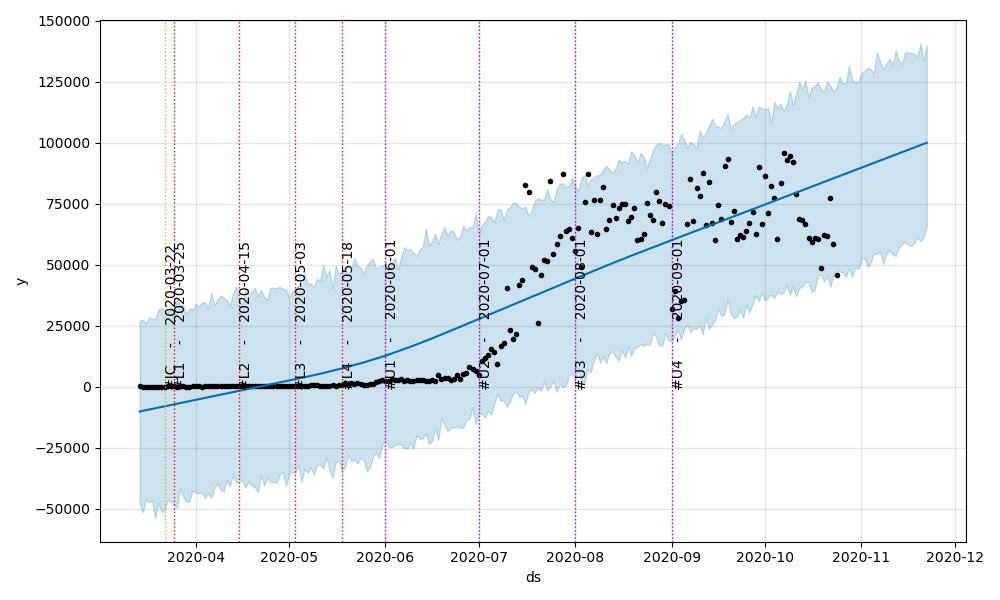 150000
125000
100000
75000
50000
25000
0
−25000
−50000
y
#JC - 2020-03-22
#L1 - 2020-03-25
#L2 - 2020-04-15
#L3 - 2020-05-03
#L4 - 2020-05-18
#U1 - 2020-06-01
#U2 - 2020-07-01
#U3 - 2020-08-01
#U4 - 2020-09-01
2020-04
2020-05
2020-06
2020-07
2020-08
2020-09
2020-10
2020-11
2020-12
ds